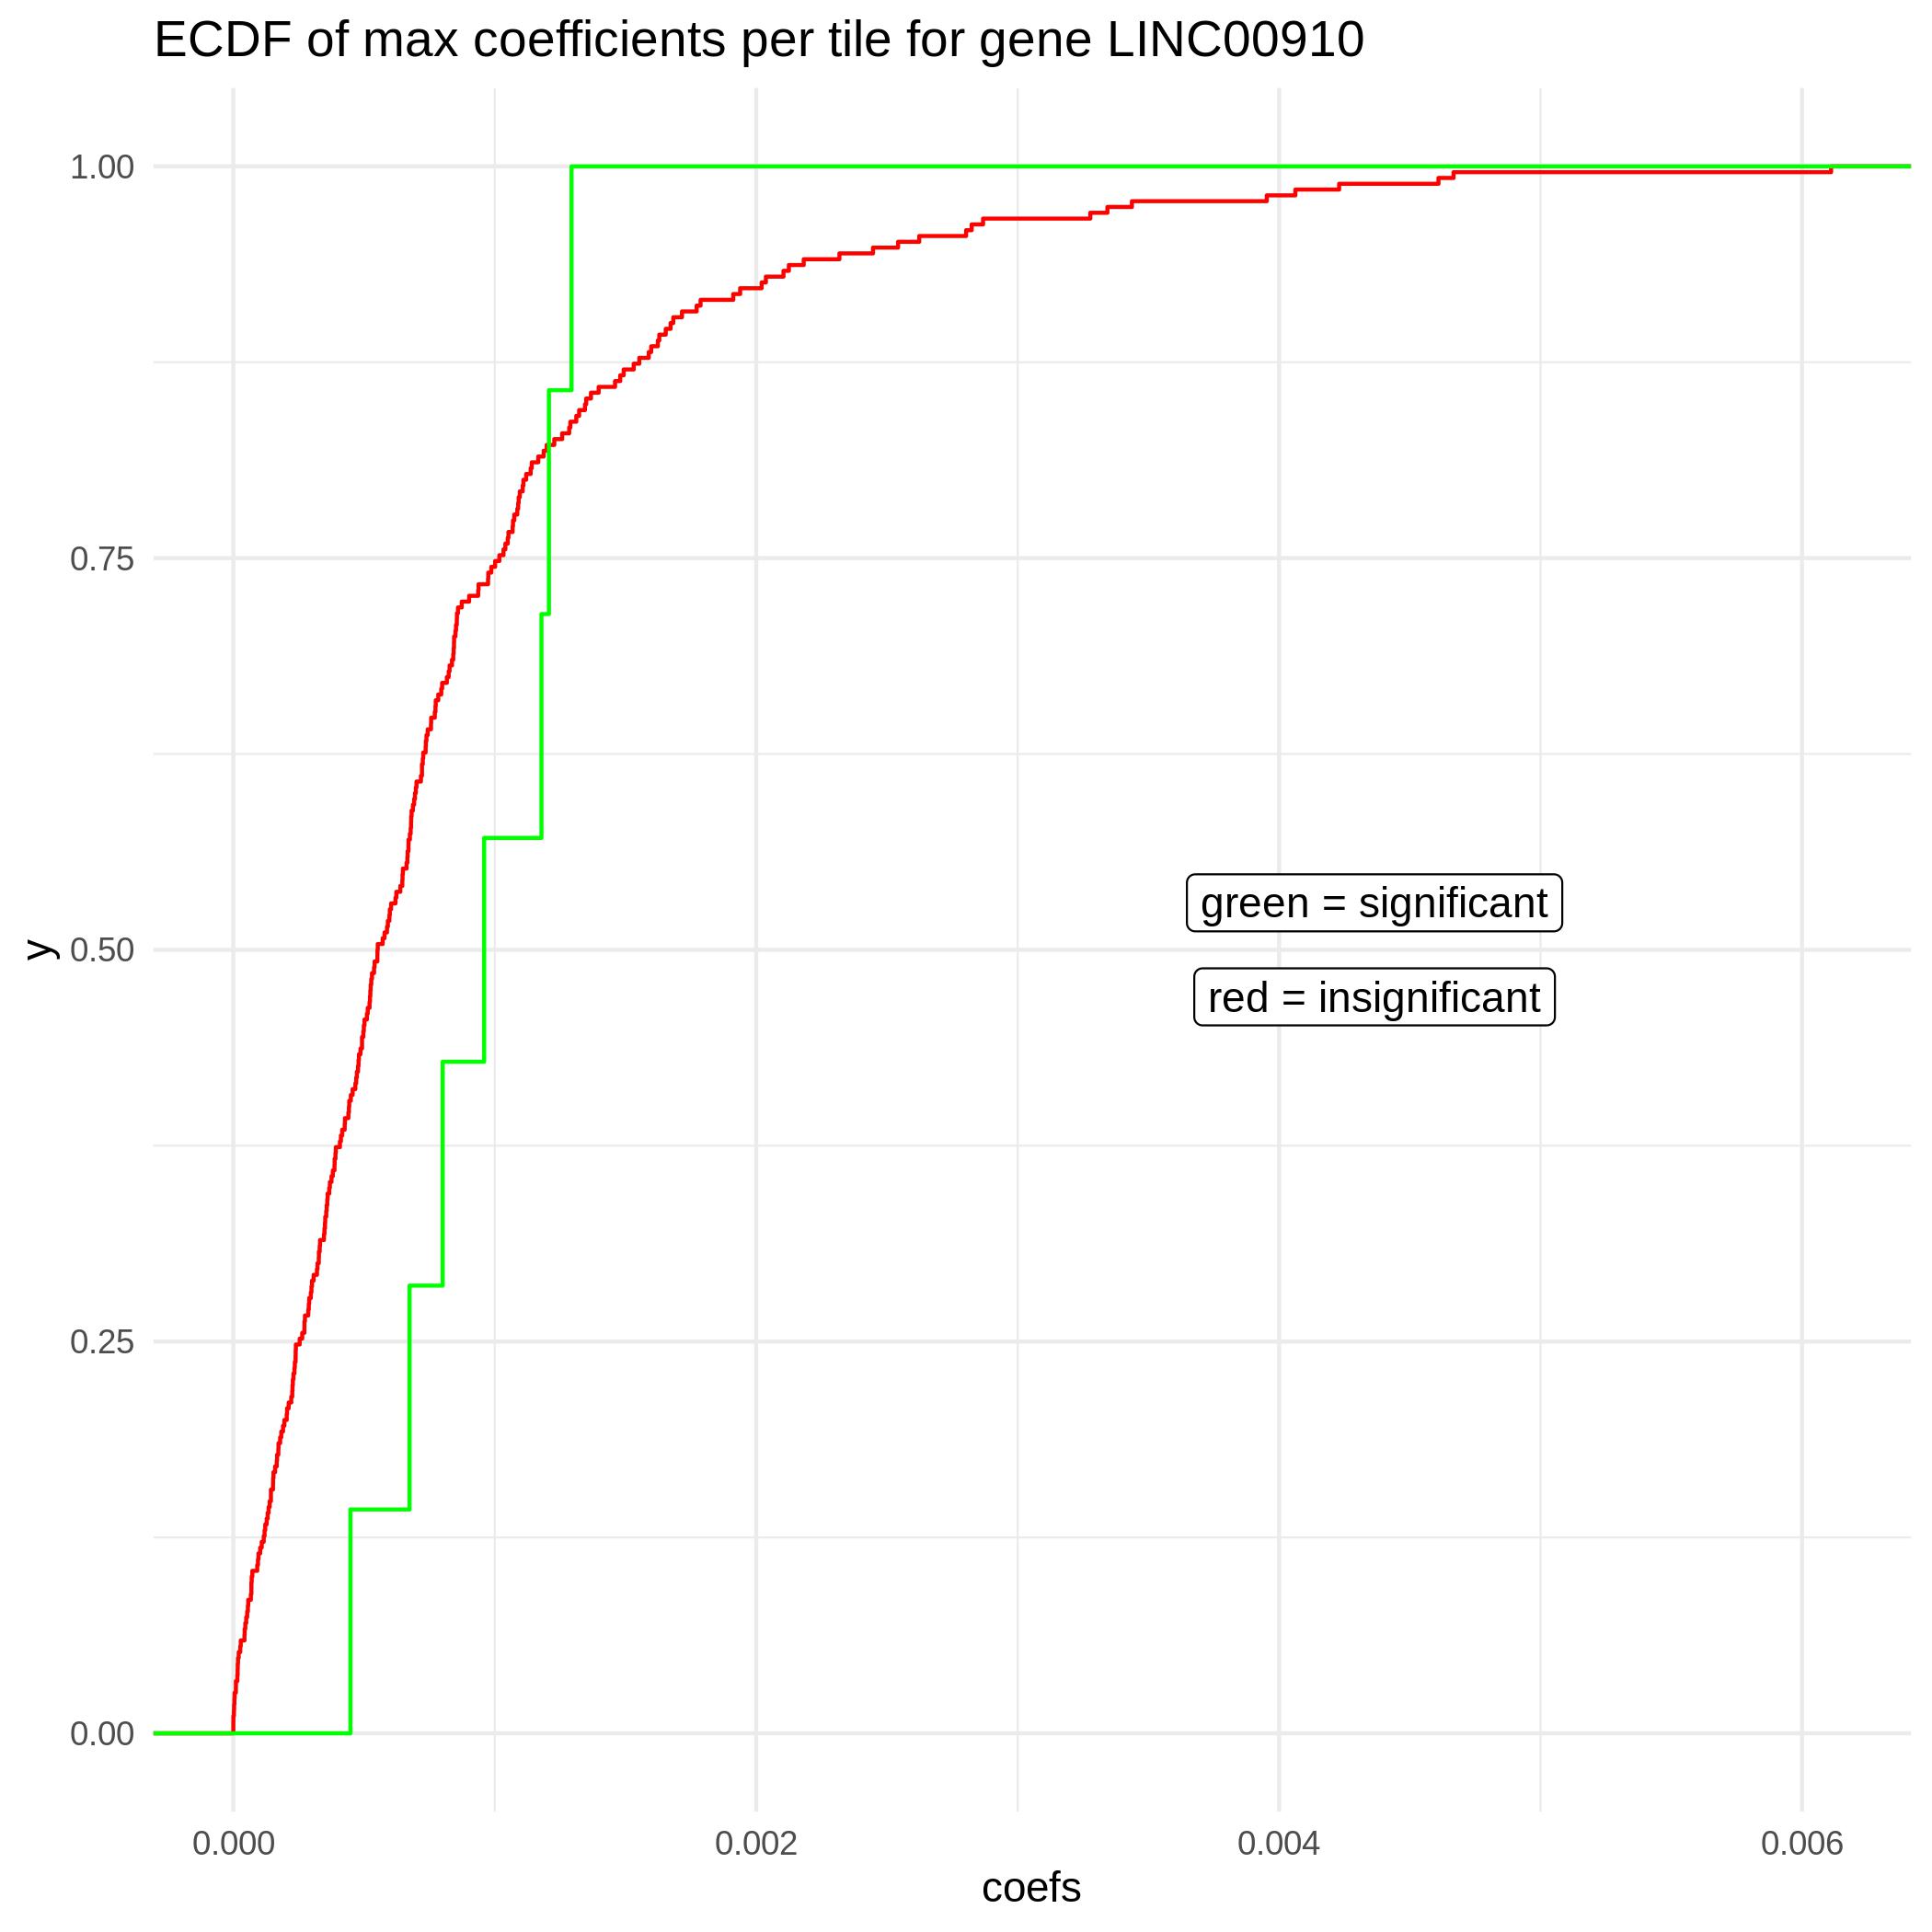 ECDF of max coefficients per tile for gene LINC00910
1.00
0.75
0.50
0.25
0.00
y
green = significant
red = insignificant
0.000
0.002
0.004
0.006
coefs